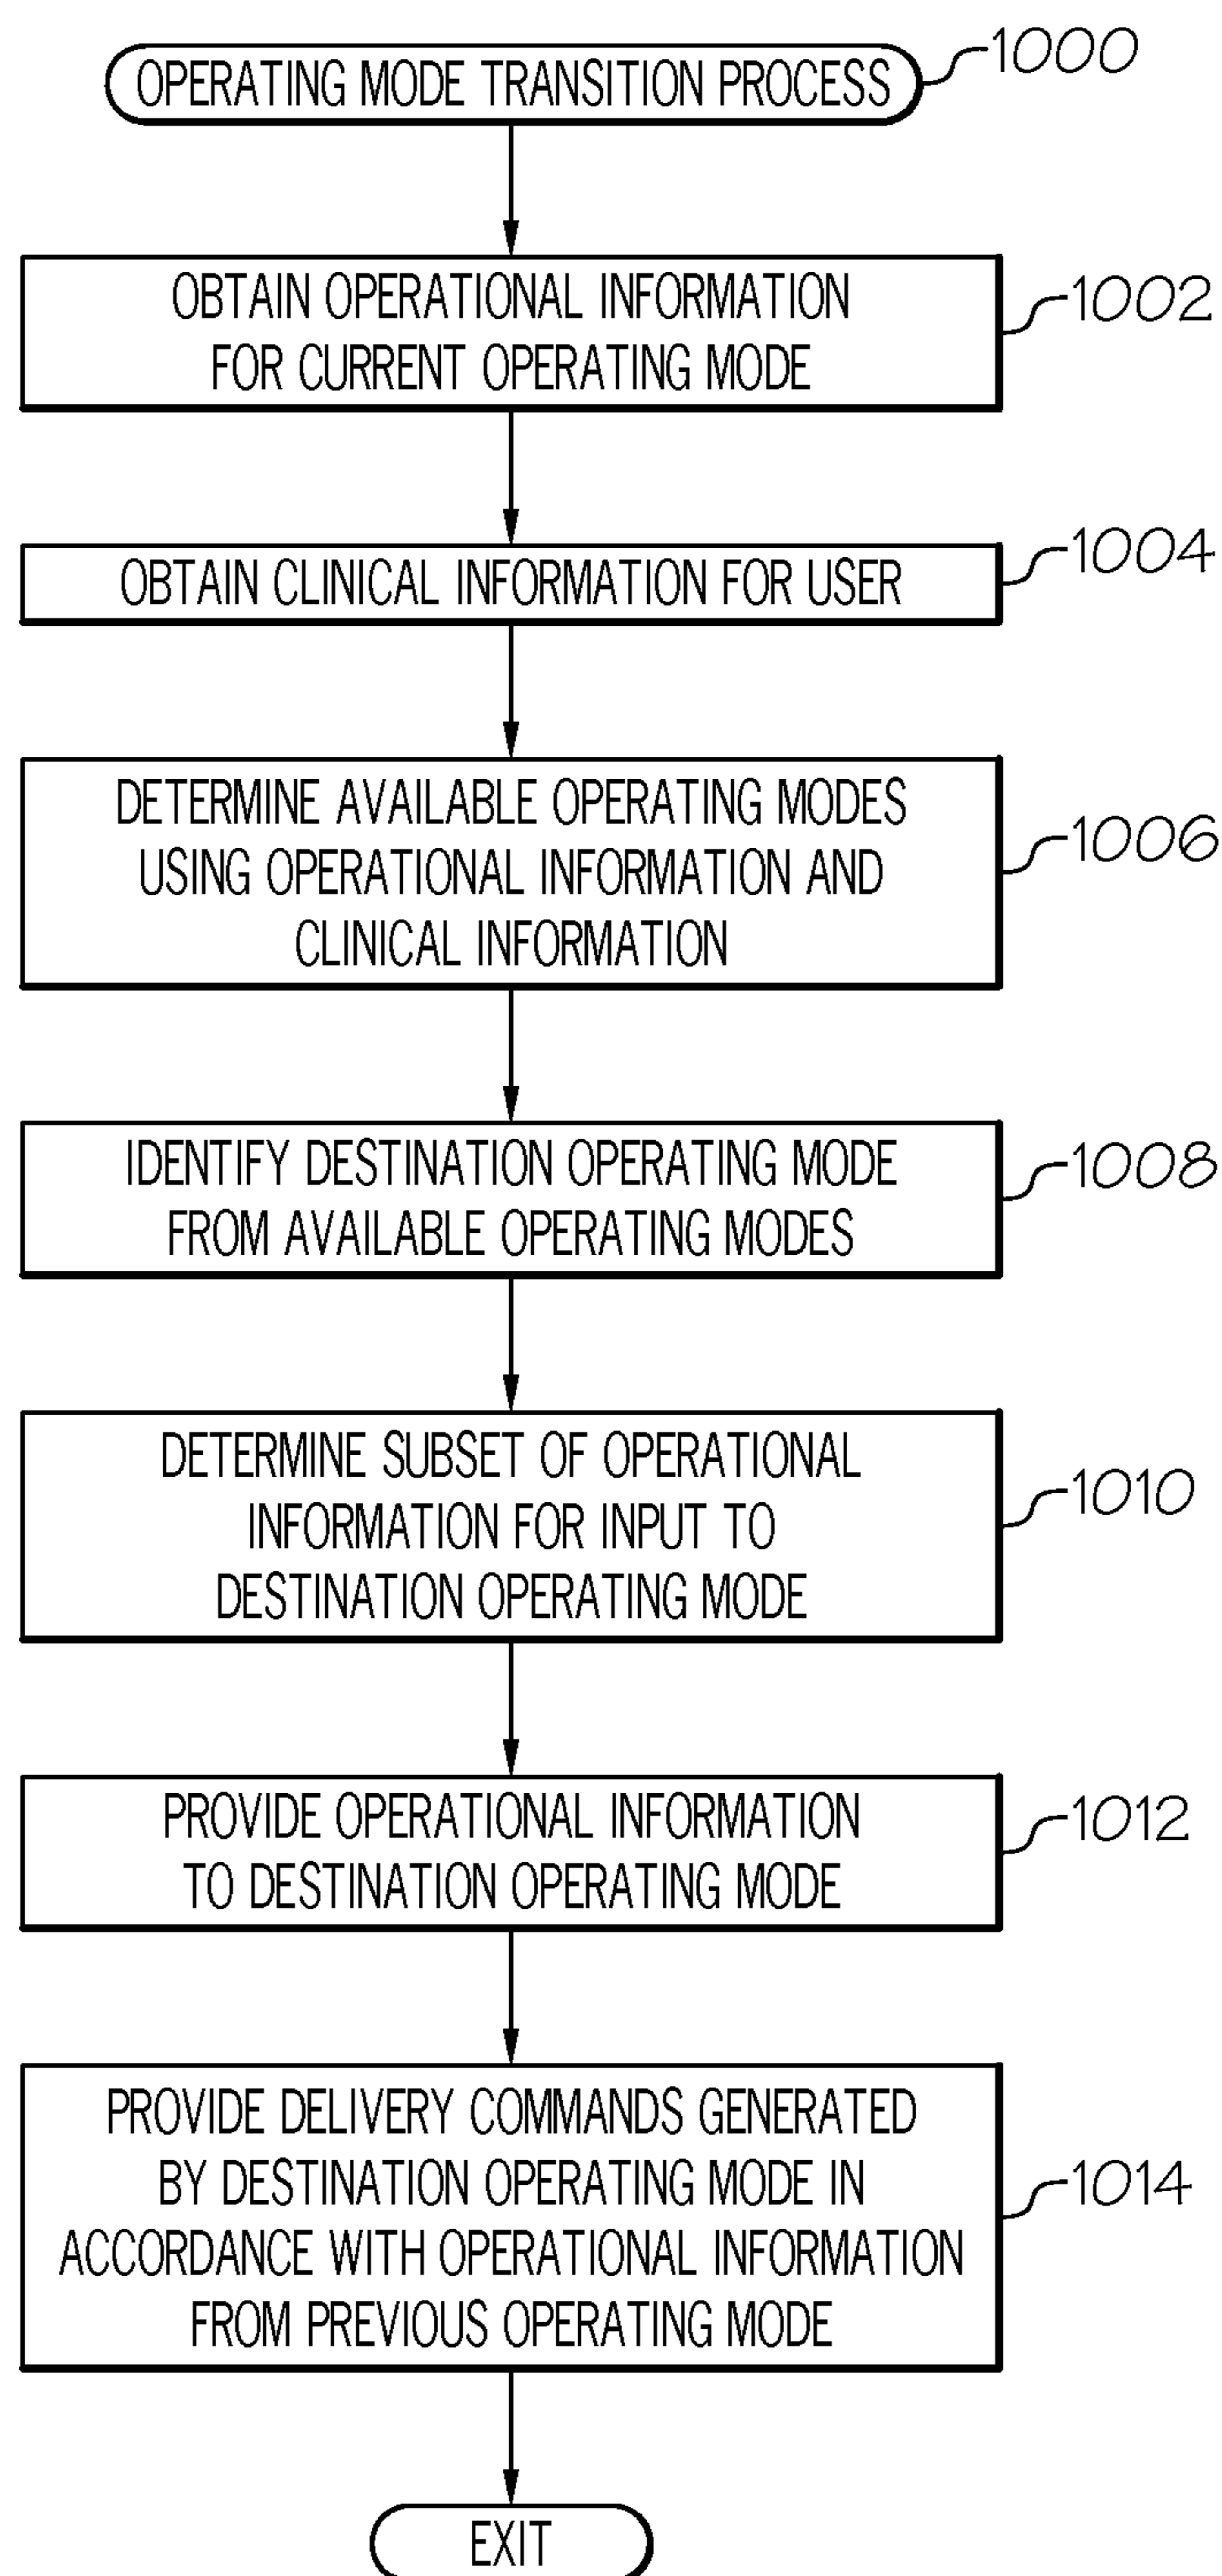 OPERATING MODE TRANSITION PROCESS
1000
OBTAIN OPERATIONAL INFORMATION
FOR CURRENT OPERATING MODE
1002
OBTAIN CLINICAL INFORMATION FOR USER
1004
DETERMINE AVAILABLE OPERATING MODES
USING OPERATIONAL INFORMATION AND
CLINICAL INFORMATION
1006
IDENTIFY DESTINATION OPERATING MODE
FROM AVAILABLE OPERATING MODES
1008
DETERMINE SUBSET OF OPERATIONAL
INFORMATION FOR INPUT TO
DESTINATION OPERATING MODE
1010
PROVIDE OPERATIONAL INFORMATION
TO DESTINATION OPERATING MODE
1012
PROVIDE DELIVERY COMMANDS GENERATED
BY DESTINATION OPERATING MODE IN
ACCORDANCE WITH OPERATIONAL INFORMATION
FROM PREVIOUS OPERATING MODE
1014
EXIT